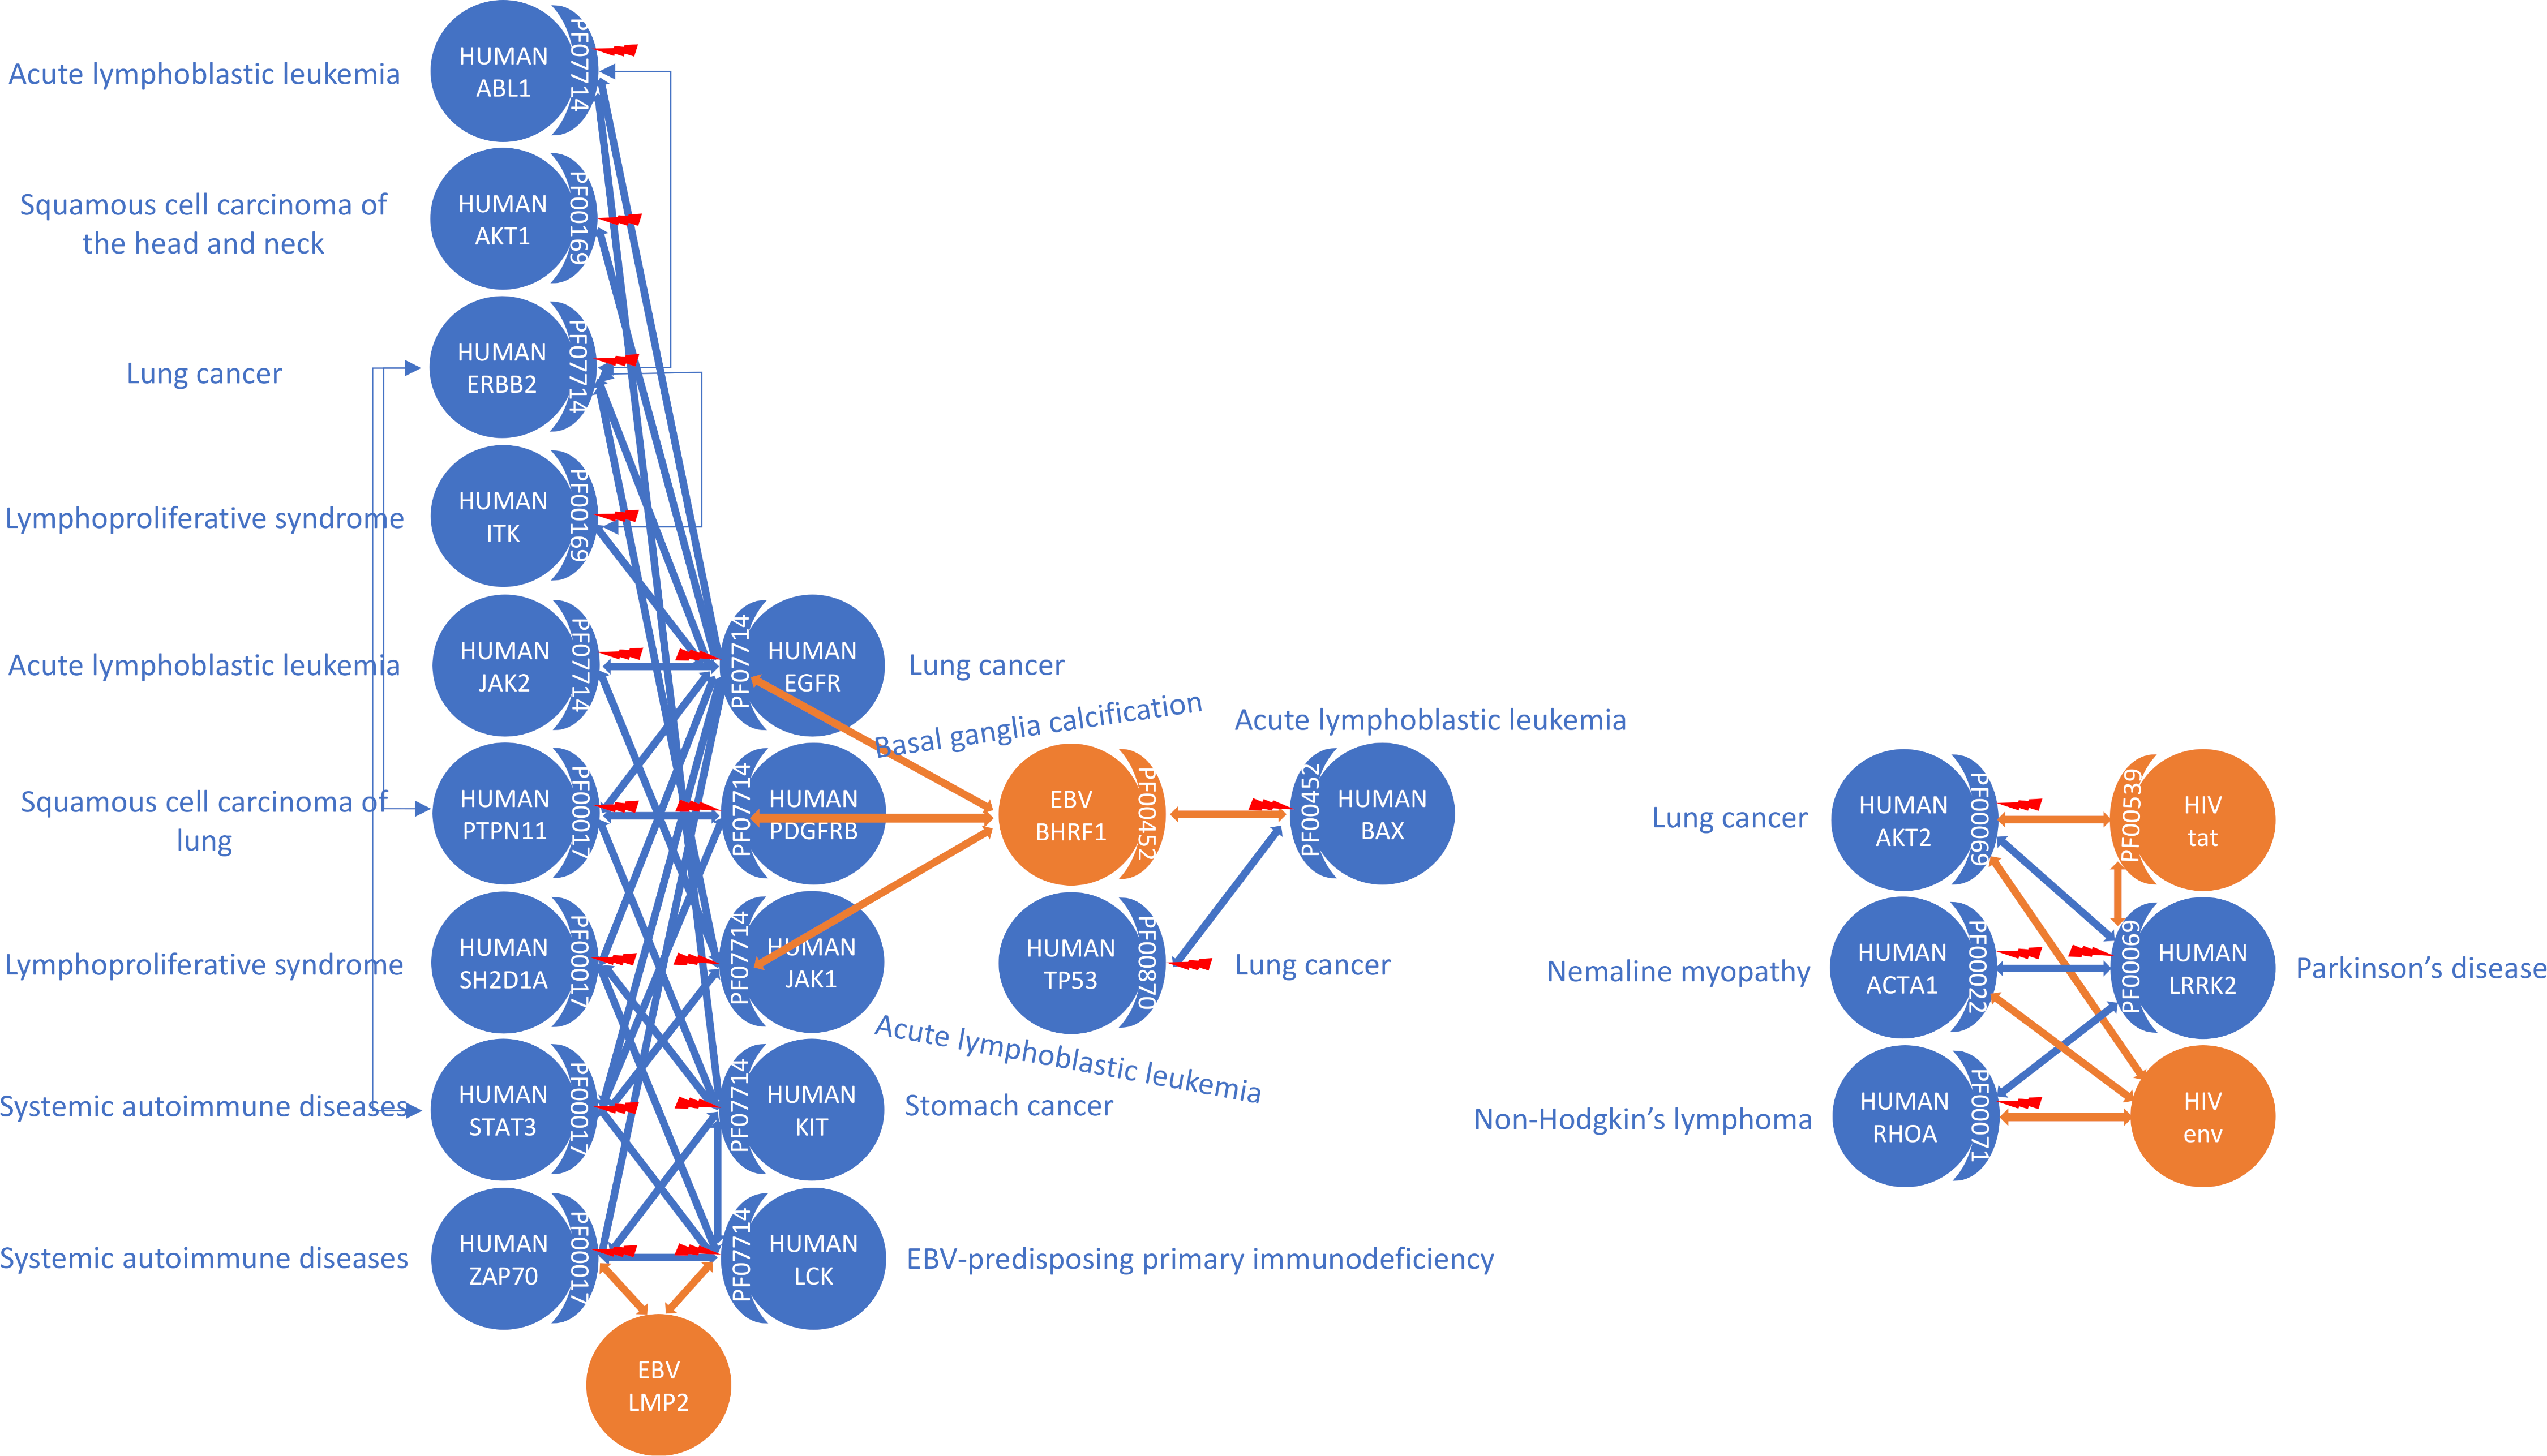 Acute lymphoblastic leukemia
HUMAN
ABL1
PF07714
Squamous cell carcinoma of
the head and neck
HUMAN
AKT1
PF00169
Lung cancer
HUMAN
ERBB2
PF07714
Lymphoproliferative syndrome
HUMAN
ITK
PF00169
Acute lymphoblastic leukemia
HUMAN
JAK2
PF07714
PF07714
HUMAN
EGFR
Lung cancer
Squamous cell carcinoma of
lung
HUMAN
PTPN11
PF00017
PF07714
HUMAN
PDGFRB
Basal ganglia calcification
EBV
BHRF1
PF00452
Acute lymphoblastic leukemia
PF00452
HUMAN
BAX
Lymphoproliferative syndrome
HUMAN
SH2D1A
PF00017
PF07714
HUMAN
JAK1
Acute lymphoblastic leukemia
HUMAN
TP53
PF00870
Lung cancer
Systemic autoimmune diseases
HUMAN
STAT3
PF00017
PF07714
HUMAN
KIT
Stomach cancer
Systemic autoimmune diseases
HUMAN
ZAP70
PF00017
PF07714
HUMAN
LCK
EBV-predisposing primary immunodeficiency
EBV
LMP2
Lung cancer
HUMAN
AKT2
PF00069
PF00539
HIV
tat
Nemaline myopathy
HUMAN
ACTA1
PF00022
PF00069
HUMAN
LRRK2
Parkinson’s disease
Non-Hodgkin’s lymphoma
HUMAN
RHOA
PF00071
HIV
env